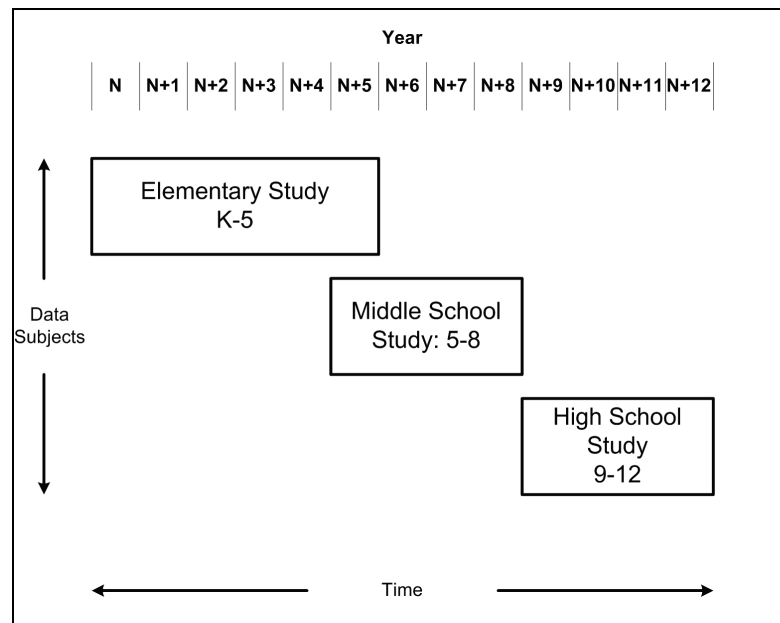 Year
N N+1 N+2 N+3 N+4 N+5 N+6 N+7 N+8 N+9 N+10 N+11 N+12
Elementary Study
K-5
Middle School
Study: 5-8
Data
Subjects
High School
Study
9-12
Time